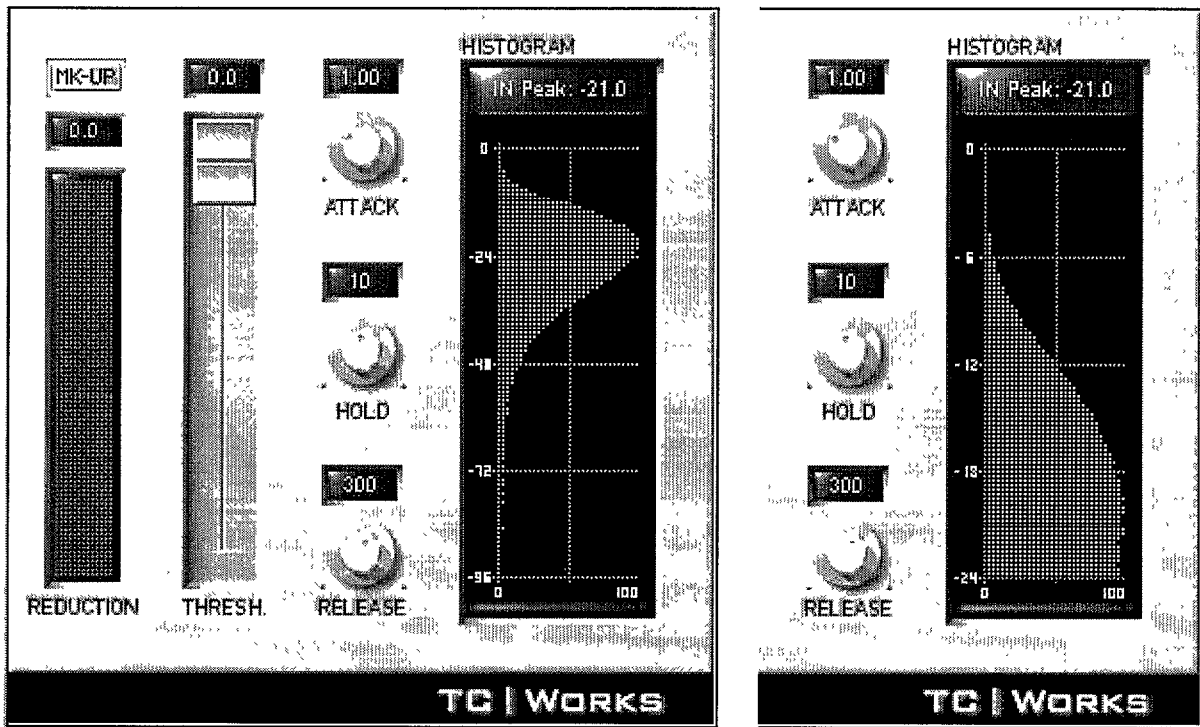 HISTOGRAM
MK-UP 0.0 1.00
IN Peak: -21.0
0.0
0
ATTACK
-24
10
-48
HOLD
-72
300
-96
0 100
REDUCTION THRESH. RELEASE
TC | WORKS
HISTOGRAM
1.00
IN Peak: -21.0
0
ATTACK
-6
10
-12
HOLD
-18
300
-24
0 100
RELEASE
TC | WORKS